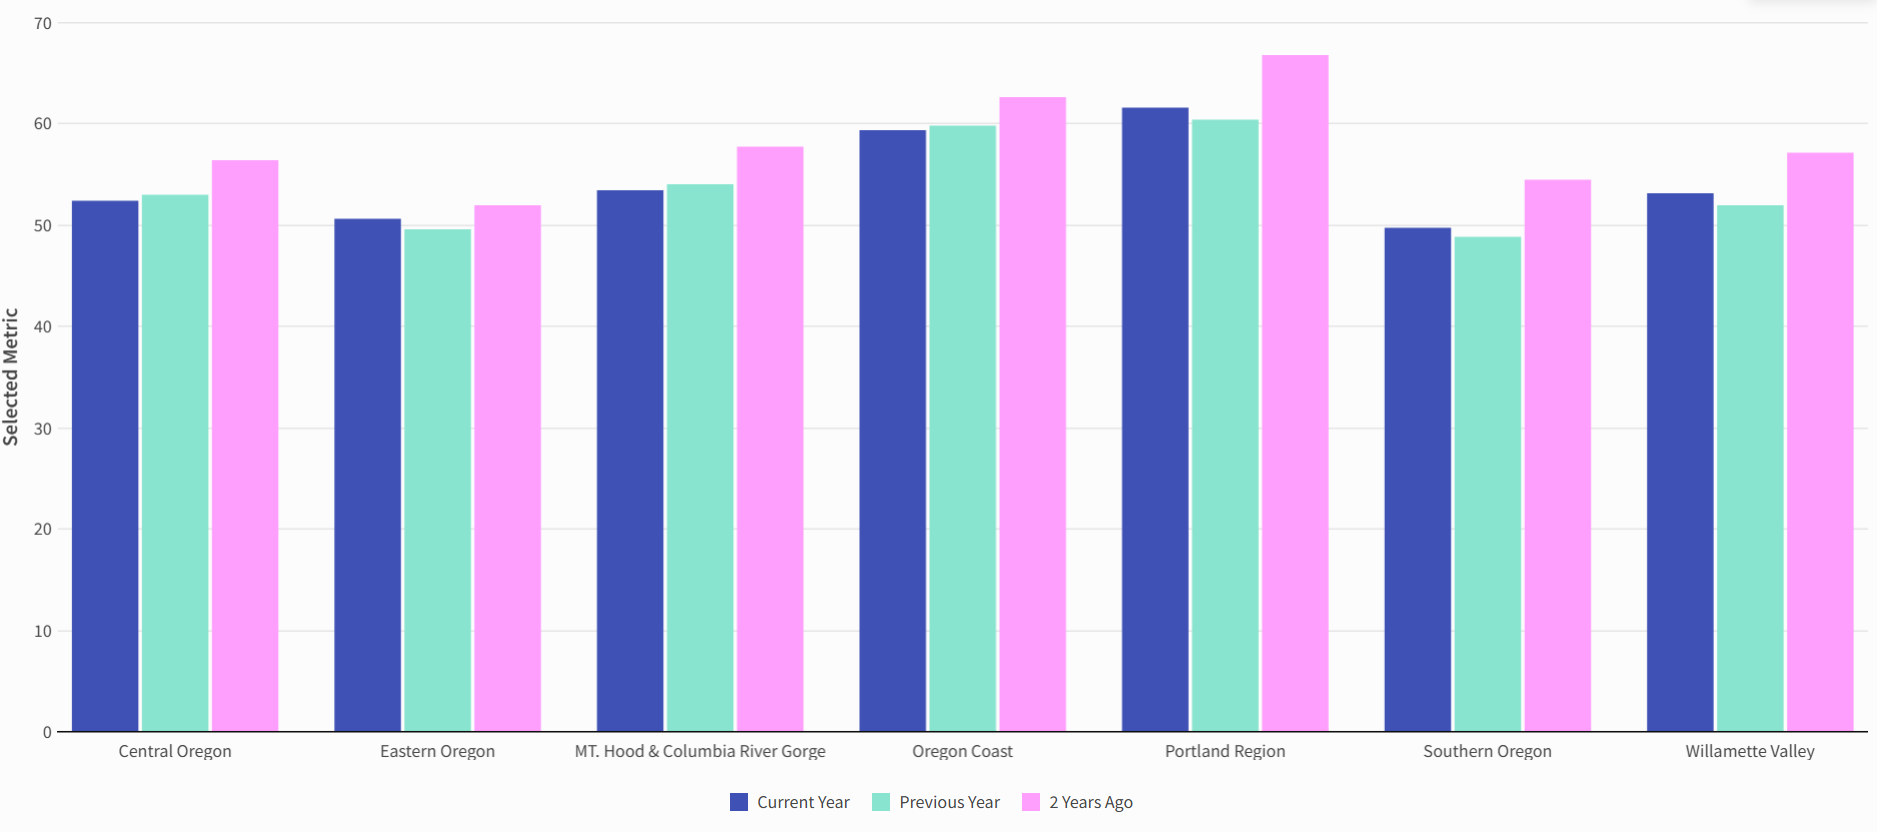 70
60
50
40
30
20
10
0
Selected Metric
Central Oregon
Eastern Oregon
MT. Hood & Columbia River Gorge
Oregon Coast
Portland Region
Southern Oregon
Willamette Valley
Current Year
Previous Year
2 Years Ago